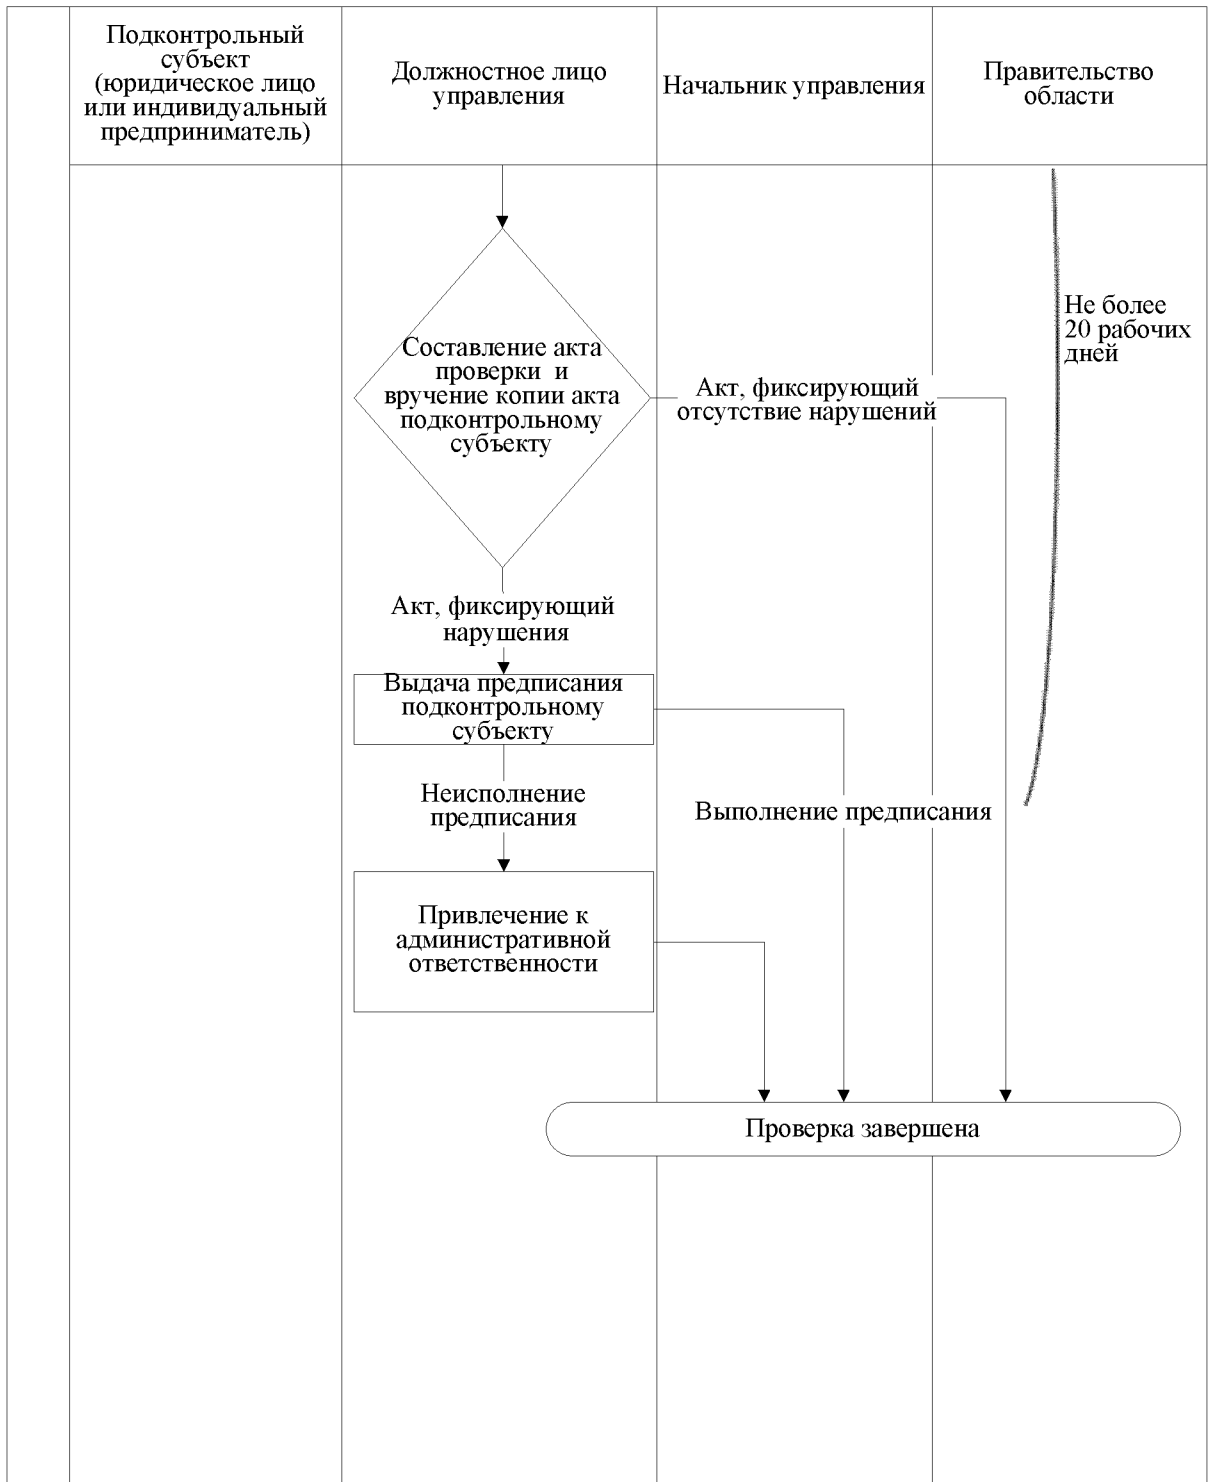 Подконтрольный
субъект
(юридическое лицо
или индивидуальный
предприниматель)
Должностное лицо
управления
Начальник управления
Правительство
области
Не более
20 рабочих
дней
Составление акта
проверки и
вручение копии акта
подконтрольному
субъекту
Акт, фиксирующий
отсутствие нарушений
Акт, фиксирующий
нарушения
Выдача предписания
подконтрольному
субъекту
Неисполнение
предписания
Выполнение предписания
Привлечение к
административной
ответственности
Проверка завершена